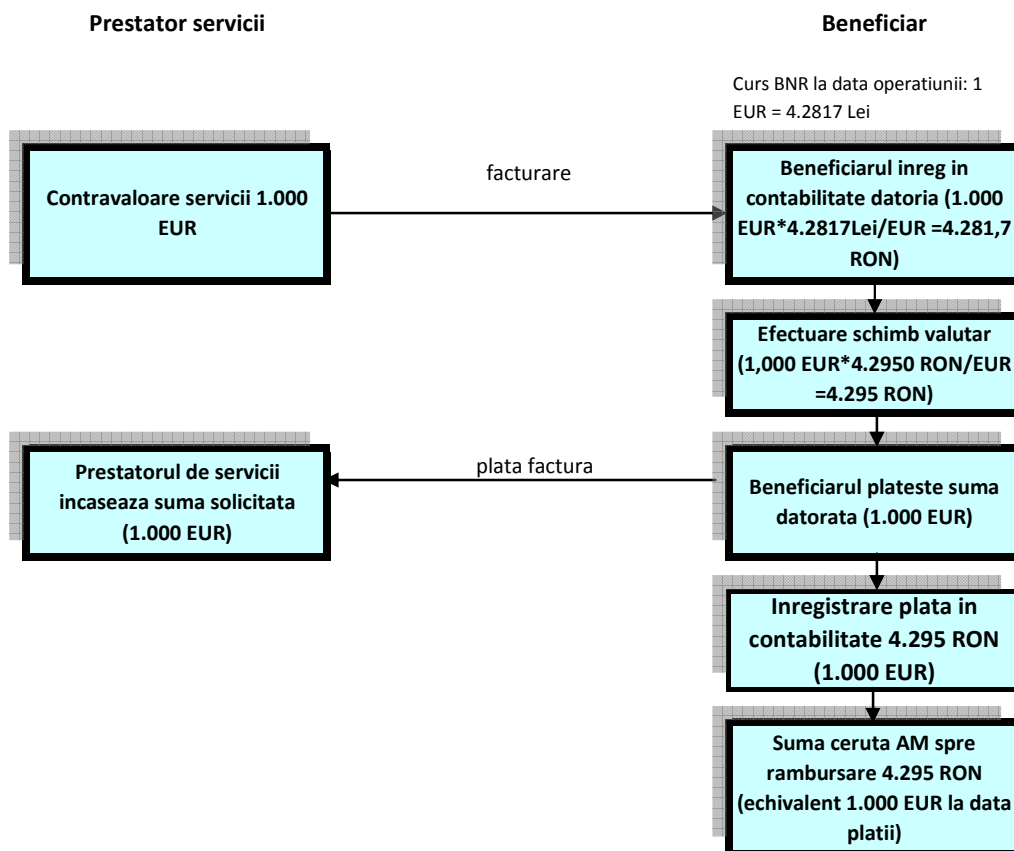 Prestator servicii
Beneficiar
Curs BNR la data operatiunii: 1
EUR = 4.2817 Lei
Contravaloare servicii 1.000
EUR
facturare
Beneficiarul inreg in
contabilitate datoria (1.000
EUR*4.2817Lei/EUR =4.281,7
RON)
Efectuare schimb valutar
(1,000 EUR*4.2950 RON/EUR
=4.295 RON)
Prestatorul de servicii
incaseaza suma solicitata
(1.000 EUR)
plata factura
Beneficiarul plateste suma
datorata (1.000 EUR)
Inregistrare plata in
contabilitate 4.295 RON
(1.000 EUR)
Suma ceruta AM spre
rambursare 4.295 RON
(echivalent 1.000 EUR la data
platii)